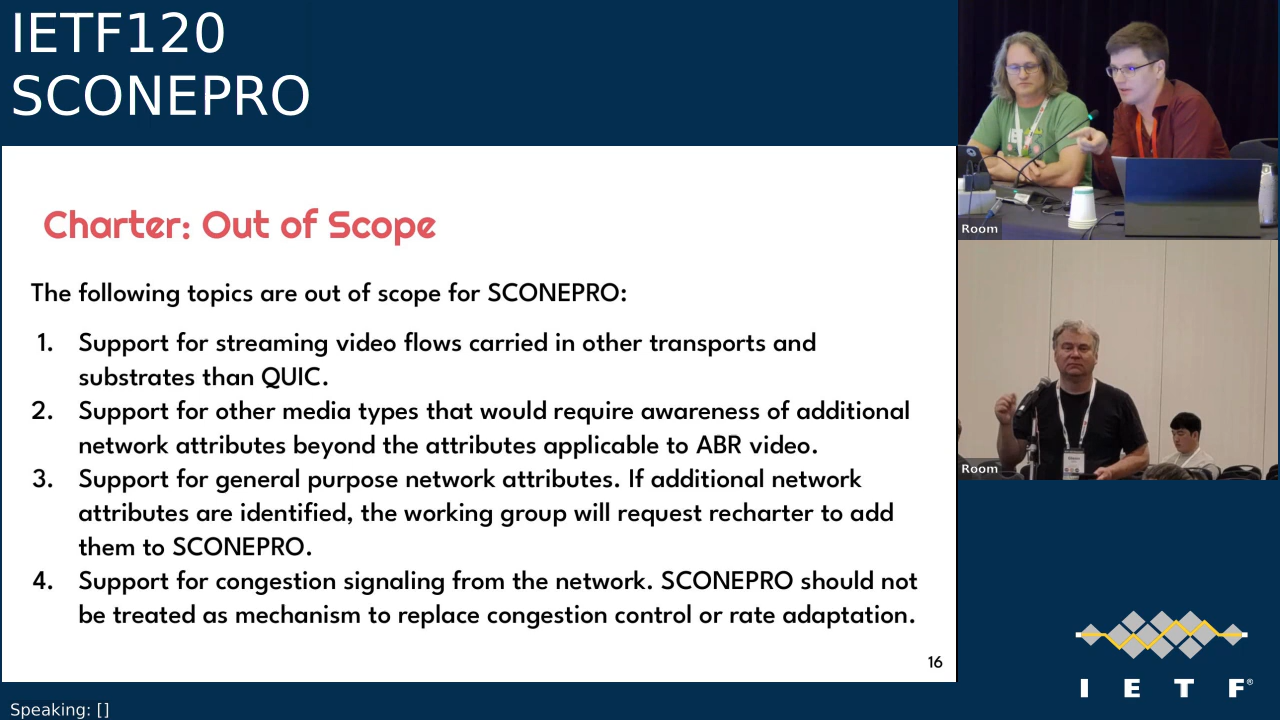 IETF120
SCONEPRO
Charter: Out of Scope
The following topics are out of scope for SCONEPRO:
1. Support for streaming video flows carried in other transports and
substrates than QUIC.
2. Support for other media types that would require awareness of additional
network attributes beyond the attributes applicable to ABR video.
3. Support for general purpose network attributes. If additional network
attributes are identified, the working group will request recharter to add
them to SCONEPRO.
4. Support for congestion signaling from the network. SCONEPRO should not
be treated as mechanism to replace congestion control or rate adaptation.
16
Room
Room
I E T F®
Speaking: []